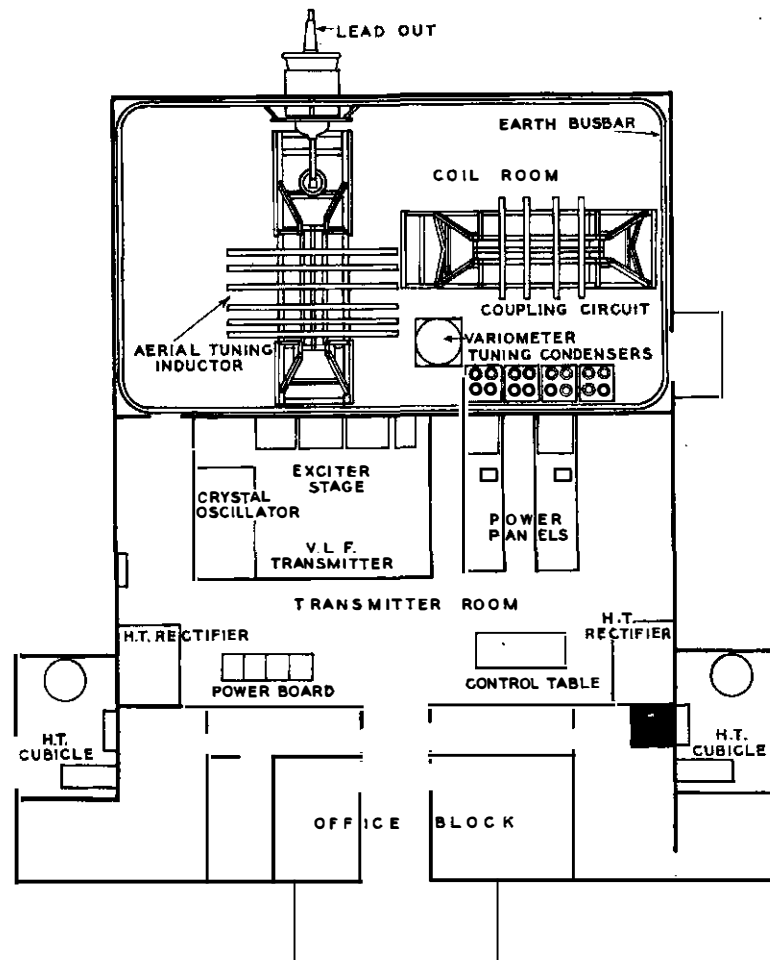 LEAD OUT
EARTH BUSBAR
COIL ROOM
COUPLING CIRCUIT
AERIAL TUNING
INDUCTOR
VARIOMETER
TUNING CONDENSERS
EXCITER
STAGE
CRYSTAL
OSCILLATOR
POWER
PANELS
V.L.F.
TRANSMITTER
TRANSMITTER ROOM
H.T. RECTIFIER
H.T.
RECTIFIER
POWER BOARD
CONTROL TABLE
H.T.
CUBICLE
H.T.
CUBICLE
OFFICE BLOCK